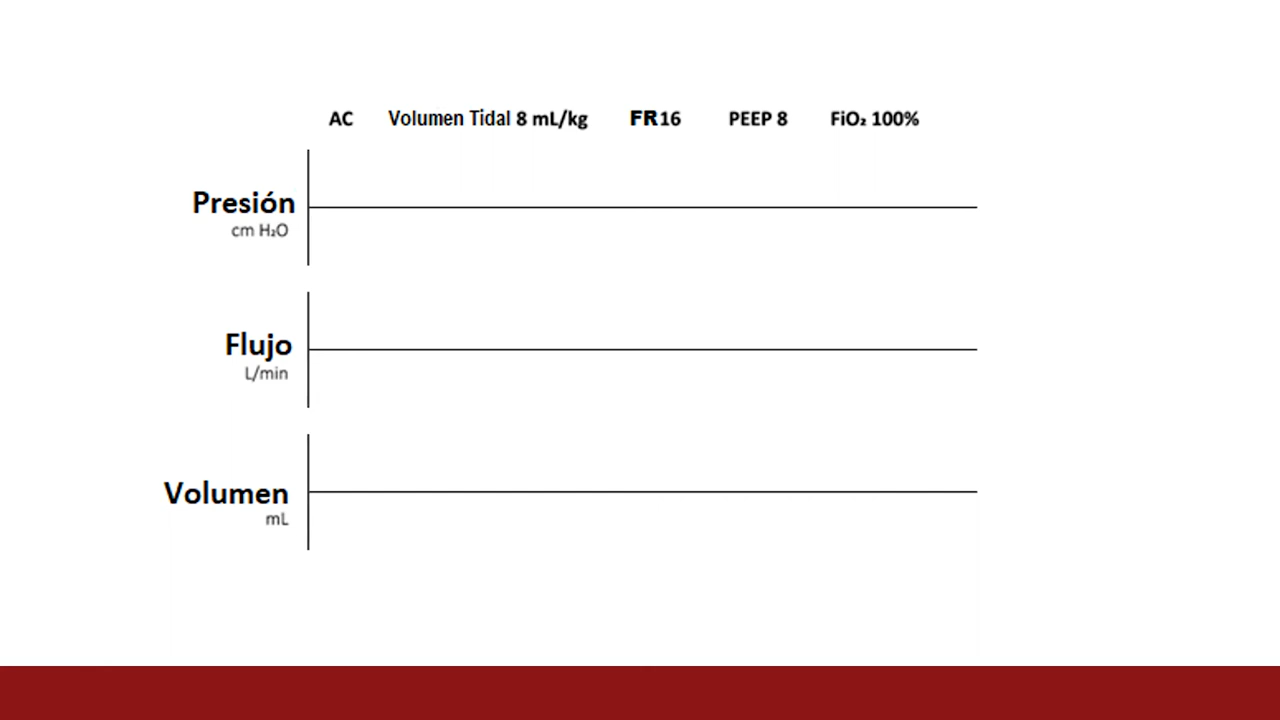 AC Volumen Tidal 8 mL/kg FR16 PEEP 8 FiO₂ 100%
Presión
cm H₂O
Flujo
L/min
Volumen
mL